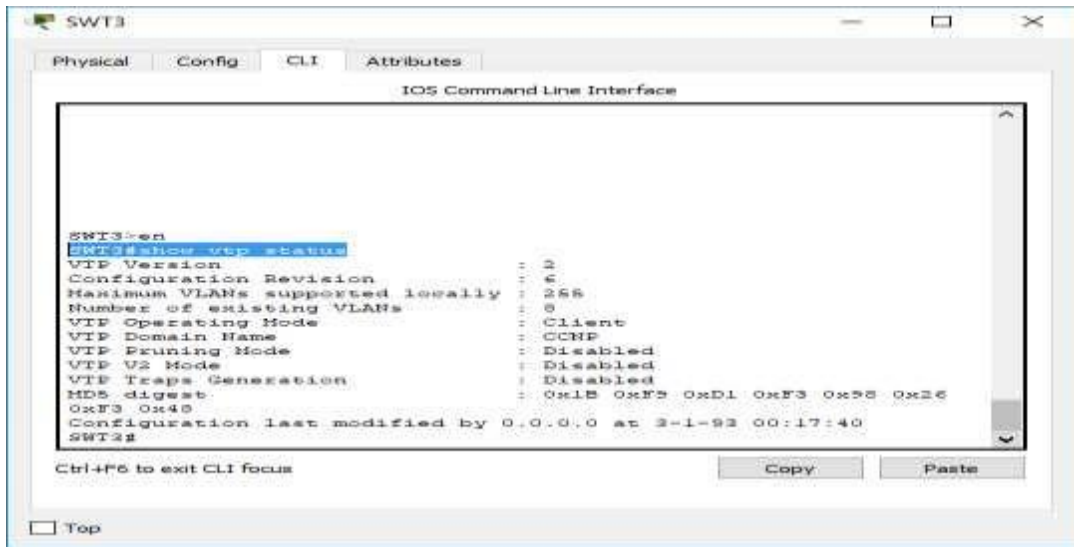 SWT3
Physical Config CLI Attributes
IOS Command Line Interface
SWT3>en
SWT3#show vtp status
VTP Version : 2
Configuration Revision : 6
Maximum VLANs supported locally : 255
Number of existing VLANs : 8
VTP Operating Mode : Client
VTP Domain Name : CCNP
VTP Pruning Mode : Disabled
VTP V2 Mode : Disabled
VTP Traps Generation : Disabled
MD5 digest : 0x1B 0xF9 0xD1 0xF3 0x98 0x26
0xF3 0x48
Configuration last modified by 0.0.0.0 at 3-1-93 00:17:40
SWT3#
Ctrl+F6 to exit CLI focus
Copy Paste
Top